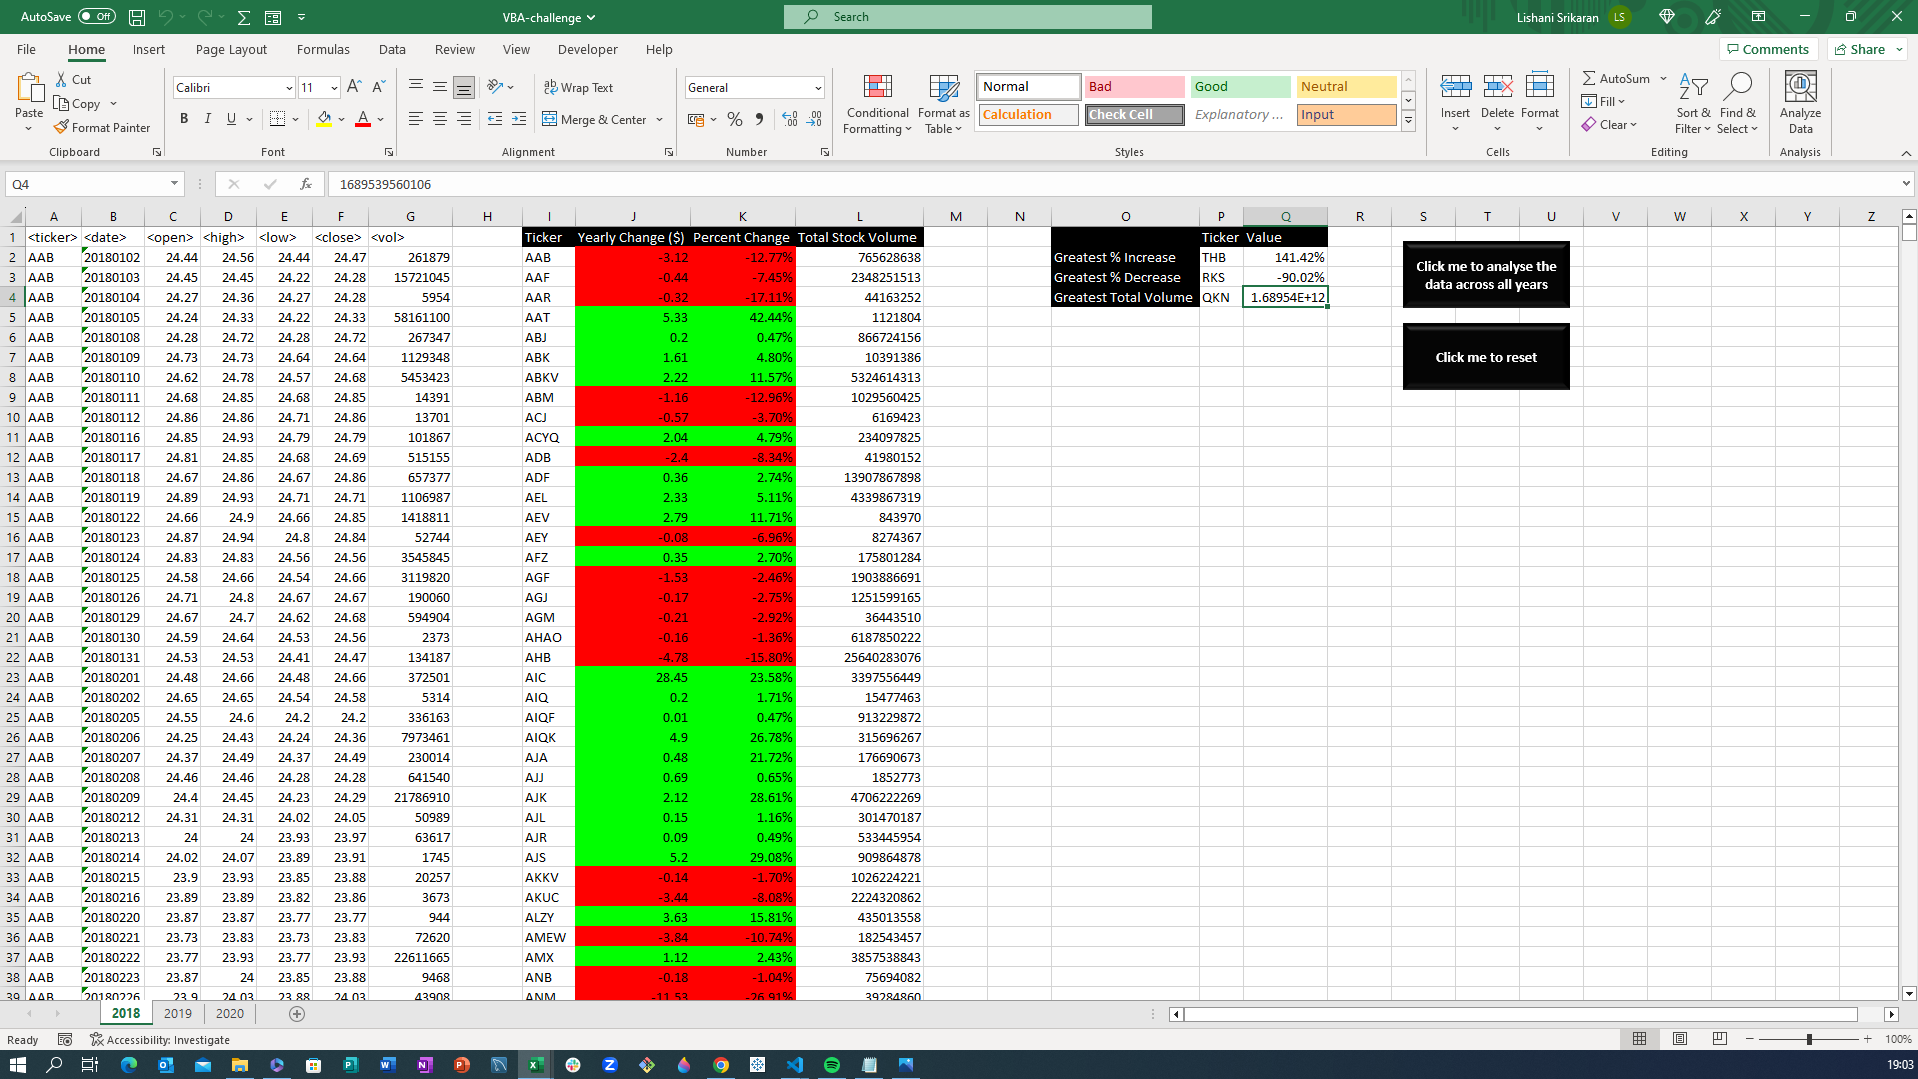 AutoSave Off VBA-challenge Search Lishani Srikaran LS
File Home Insert Page Layout Formulas Data Review View Developer Help Comments Share
Paste Cut Copy Format Painter Clipboard
Calibri 11 B I U A A A Font
Wrap Text Merge & Center Alignment
General % Number
Conditional Formatting Format as Table Normal Bad Good Neutral Calculation Check Cell Explanatory ... Input Styles
Insert Delete Format Cells
AutoSum Fill Clear Sort & Filter Find & Select Editing
Analyze Data Analysis
Q4 fx 1689539560106
A B C D E F G H I J K L M N O P Q R S T U V W X Y Z
1 <ticker> <date> <open> <high> <low> <close> <vol> Ticker Yearly Change ($) Percent Change Total Stock Volume Ticker Value
2 AAB 20180102 24.44 24.56 24.44 24.47 261879 AAB -3.12 -12.77% 765628638 Greatest % Increase THB 141.42%
3 AAB 20180103 24.45 24.45 24.22 24.28 15721045 AAF -0.44 -7.45% 2348251513 Greatest % Decrease RKS -90.02%
4 AAB 20180104 24.27 24.36 24.27 24.28 5954 AAR -0.32 -17.11% 44163252 Greatest Total Volume QKN 1.68954E+12
5 AAB 20180105 24.24 24.33 24.22 24.33 58161100 AAT 5.33 42.44% 1121804
6 AAB 20180108 24.28 24.72 24.28 24.72 267347 ABJ 0.2 0.47% 866724156
7 AAB 20180109 24.73 24.73 24.64 24.64 1129348 ABK 1.61 4.80% 10391386
8 AAB 20180110 24.62 24.78 24.57 24.68 5453423 ABKV 2.22 11.57% 5324614313
9 AAB 20180111 24.68 24.85 24.68 24.85 14391 ABM -1.16 -12.96% 1029560425
10 AAB 20180112 24.86 24.86 24.71 24.86 13701 ACJ -0.57 -3.70% 6169423
11 AAB 20180116 24.85 24.93 24.79 24.79 101867 ACYQ 2.04 4.79% 234097825
12 AAB 20180117 24.81 24.85 24.68 24.69 515155 ADB -2.4 -8.34% 41980152
13 AAB 20180118 24.67 24.86 24.67 24.86 657377 ADF 0.36 2.74% 13907867898
14 AAB 20180119 24.89 24.93 24.71 24.71 1106987 AEL 2.33 5.11% 4339867319
15 AAB 20180122 24.66 24.9 24.66 24.85 1418811 AEV 2.79 11.71% 843970
16 AAB 20180123 24.87 24.94 24.8 24.84 52744 AEY -0.08 -6.96% 8274367
17 AAB 20180124 24.83 24.83 24.56 24.56 3545845 AFZ 0.35 2.70% 175801284
18 AAB 20180125 24.58 24.66 24.54 24.66 3119820 AGF -1.53 -2.46% 1903886691
19 AAB 20180126 24.71 24.8 24.67 24.67 190060 AGJ -0.17 -2.75% 1251599165
20 AAB 20180129 24.67 24.7 24.62 24.68 594904 AGM -0.21 -2.92% 36443510
21 AAB 20180130 24.59 24.64 24.53 24.56 2373 AHAO -0.16 -1.36% 6187850222
22 AAB 20180131 24.53 24.53 24.41 24.47 134187 AHB -4.78 -15.80% 25640283076
23 AAB 20180201 24.48 24.66 24.48 24.66 372501 AIC 28.45 23.58% 3397556449
24 AAB 20180202 24.65 24.65 24.54 24.58 5314 AIQ 0.2 1.71% 15477463
25 AAB 20180205 24.55 24.6 24.2 24.2 336163 AIQF 0.01 0.47% 913229872
26 AAB 20180206 24.25 24.43 24.24 24.36 7973461 AIQK 4.9 26.78% 315696267
27 AAB 20180207 24.37 24.49 24.37 24.49 230014 AJA 0.48 21.72% 176690673
28 AAB 20180208 24.46 24.46 24.28 24.28 641540 AJJ 0.69 0.65% 1852773
29 AAB 20180209 24.4 24.45 24.23 24.29 21786910 AJK 2.12 28.61% 4706222269
30 AAB 20180212 24.31 24.31 24.02 24.05 50989 AJL 0.15 1.16% 301470187
31 AAB 20180213 24 24 23.93 23.97 63617 AJR 0.09 0.49% 533445954
32 AAB 20180214 24.02 24.07 23.89 23.91 1745 AJS 5.2 29.08% 909864878
33 AAB 20180215 23.9 23.93 23.85 23.88 20257 AKKV -0.14 -1.70% 1026224221
34 AAB 20180216 23.89 23.89 23.82 23.86 3673 AKUC -3.44 -8.08% 2224320862
35 AAB 20180220 23.87 23.87 23.77 23.77 944 ALZY 3.63 15.81% 435013558
36 AAB 20180221 23.73 23.83 23.73 23.83 72620 AMEW -3.84 -10.74% 182543457
37 AAB 20180222 23.77 23.93 23.77 23.93 22611665 AMX 1.12 2.43% 3857538843
38 AAB 20180223 23.87 24 23.85 23.88 9468 ANB -0.18 -1.04% 75694082
39 AAB 20180226 23.9 24.03 23.88 24.03 43908 ANM -11.53 -26.91% 39284860
Click me to analyse the
data across all years
Click me to reset
2018 2019 2020
Ready Accessibility: Investigate 100%
19:03